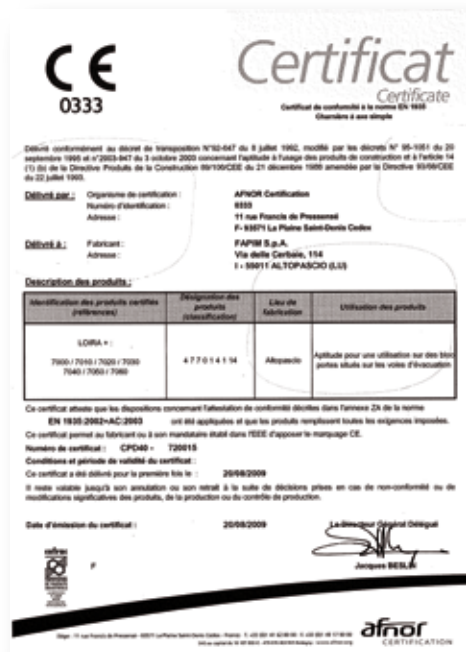 CE
0333
Certificat
Certificate
Certificat de conformité à la norme EN 1935
Charnière à axe simple
Délivré conformément au décret de transposition N°92-647 du 8 juillet 1992, modifié par les décrets N° 95-1051 du 20
septembre 1995 et n°2003-947 du 3 octobre 2003 concernant l'aptitude à l'usage des produits de construction et à l'article 14
(1) (b) de la Directive Produits de la Construction 89/106/CEE du 21 décembre 1988 amendée par la Directive 93/68/CEE
du 22 juillet 1993.
Délivré par : Organisme de certification : AFNOR Certification
Numéro d'identification : 0333
Adresse : 11 rue Francis de Pressensé
F- 93571 La Plaine Saint-Denis Cedex
Délivré à : Fabricant : FAPIM S.p.A.
Adresse : Via delle Cerbaie, 114
I - 55011 ALTOPASCIO (LU)
Description des produits :
Identification des produits certifiés (références) Désignation des produits (classification) Lieu de fabrication Utilisation des produits
LOIRA + :
7000 / 7010 / 7020 / 7030
7040 / 7050 / 7080
4 7 7 0 1 4 1 14
Altopascio
Aptitude pour une utilisation sur des bloc
portes situés sur les voies d'évacuation
Ce certificat atteste que les dispositions concernant l'attestation de conformité décrites dans l'annexe ZA de la norme
EN 1935:2002+AC:2003 ont été appliquées et que les produits remplissent toutes les exigences imposées.
Ce certificat permet au fabricant ou à son mandataire établi dans l'EEE d'apposer le marquage CE.
Numéro de certificat : CPD40 - 720015
Conditions et période de validité du certificat :
Ce certificat a été délivré pour la première fois le : 20/08/2009
Il reste valable jusqu'à son annulation ou son retrait à la suite de décisions prises en cas de non-conformité ou de
modifications significatives des produits, de la production ou du contrôle de production.
Date d'émission du certificat : 20/08/2009 Le Directeur Général Délégué
F
Jacques BESLIN
afnor
CERTIFICATION